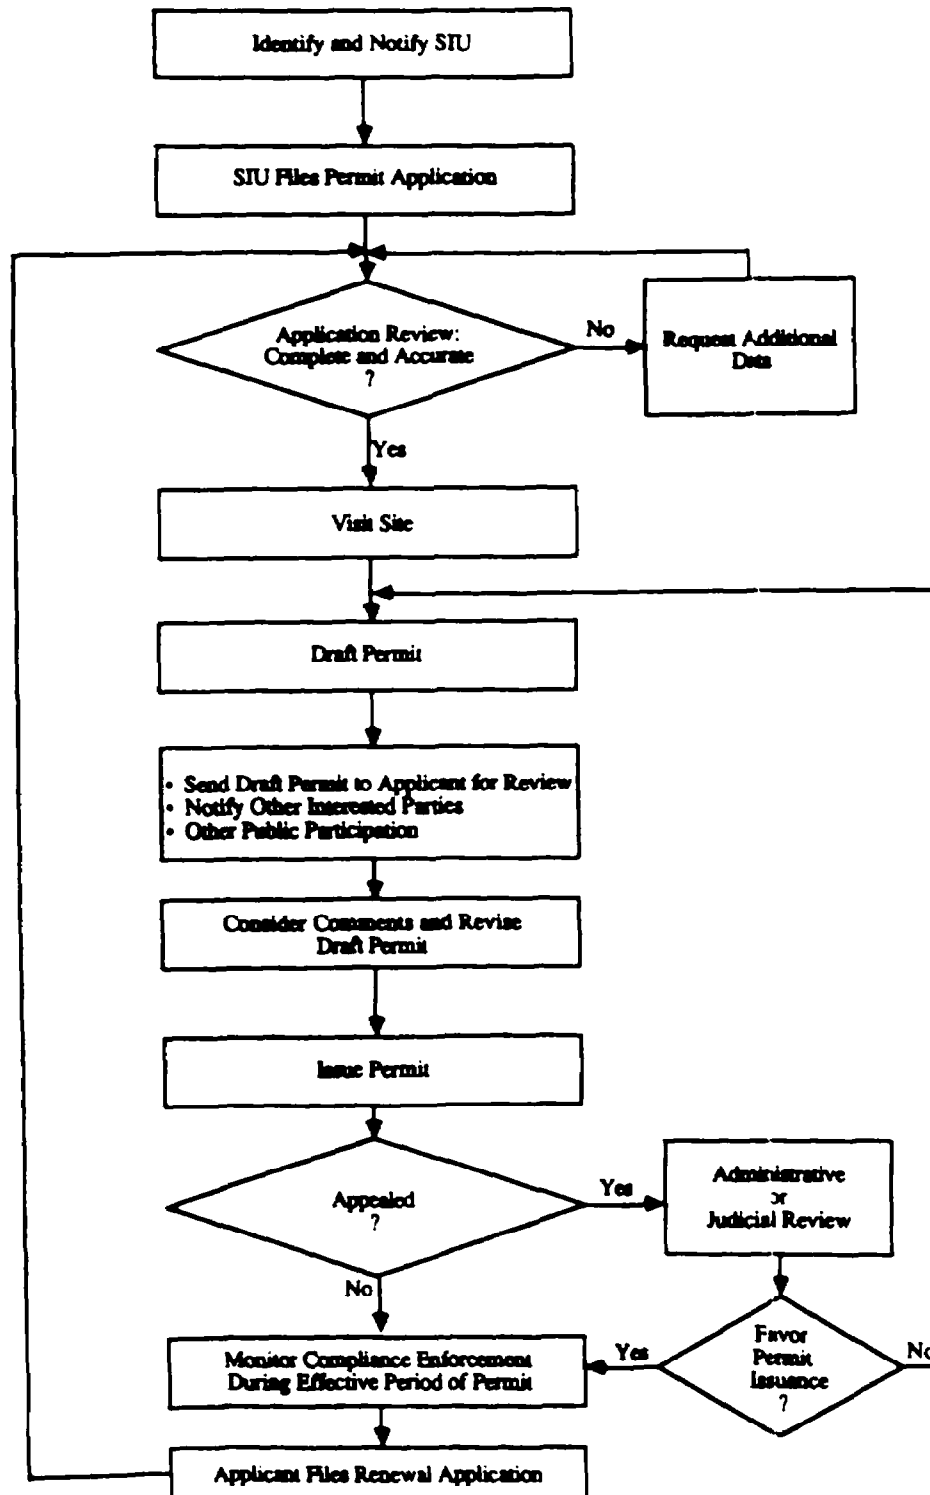 Identify and Notify SIU
SIU Files Permit Application
Application Review:
Complete and Accurate
?
No
Request Additional
Data
Yes
Visit Site
Draft Permit
• Send Draft Permit to Applicant for Review
• Notify Other Interested Parties
• Other Public Participation
Consider Comments and Revise
Draft Permit
Issue Permit
Appealed
?
Yes
Administrative
or
Judicial Review
No
Favor
Permit
Issuance
?
Yes
No
Monitor Compliance Enforcement
During Effective Period of Permit
Applicant Files Renewal Application